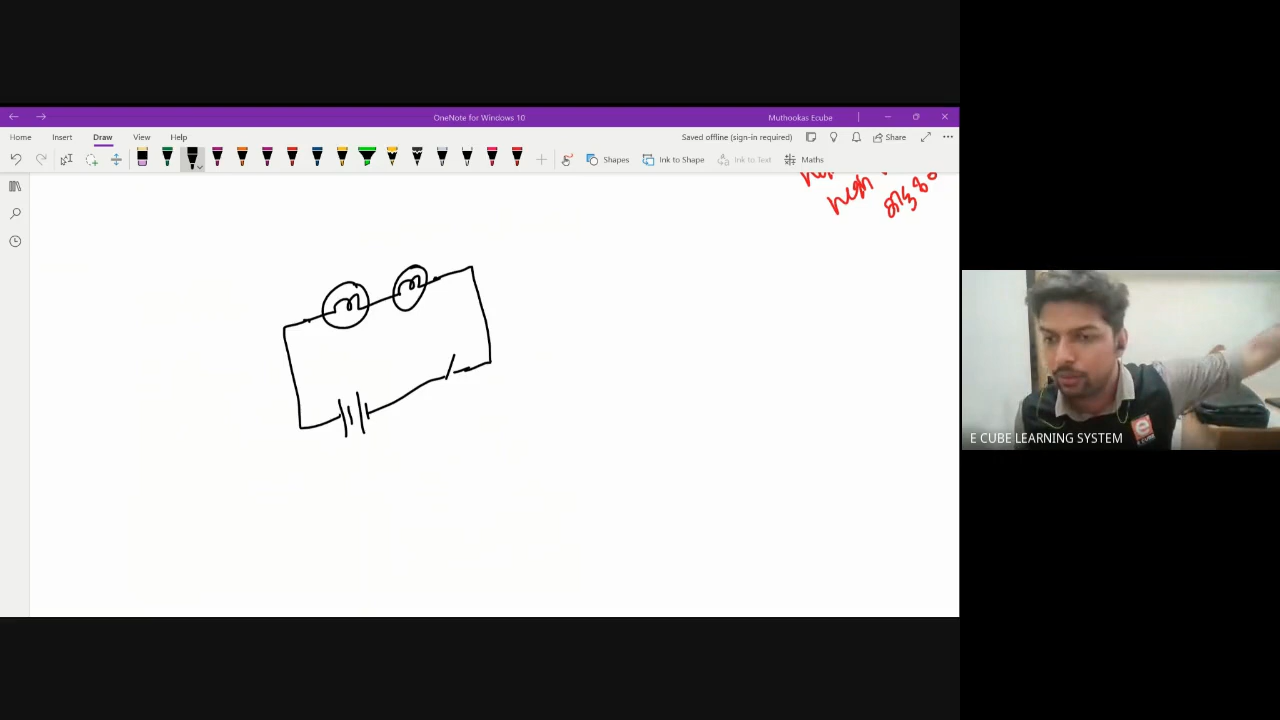 OneNote for Windows 10
Muthookas Ecube
Home Insert Draw View Help
Saved offline (sign-in required)
Share
Shapes
Ink to Shape
Ink to Text
Maths
E CUBE LEARNING SYSTEM
E CUBE